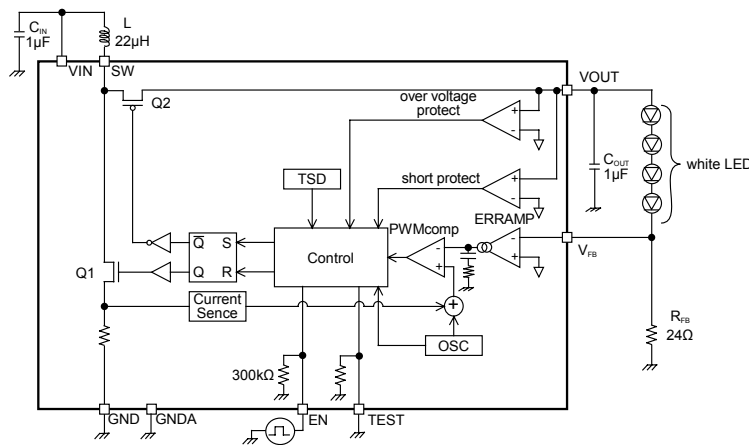 CIN
1µF
L
22µH
VIN
SW
VOUT
Q2
over voltage
protect
+
-
COUT
1µF
white LED
TSD
short protect
+
-
ERRAMP
PWMcomp
Q
S
-
-
VFB
Control
+
+
Q1
Q
R
Current
Sence
+
RFB
24Ω
OSC
300kΩ
GND
GNDA
EN
TEST